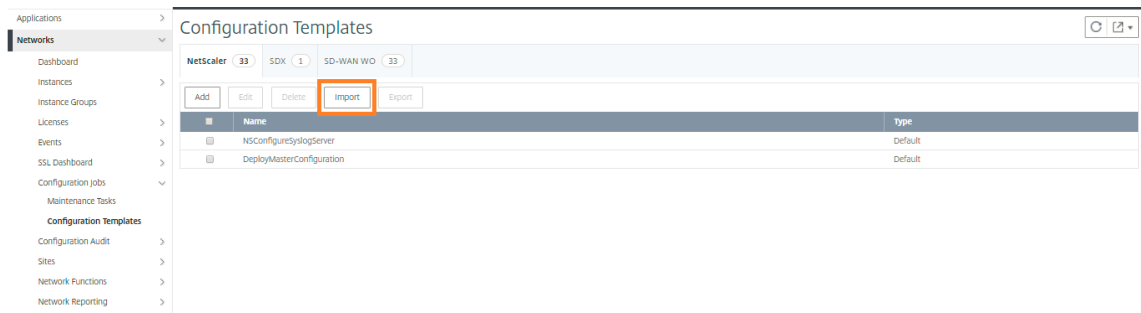 Applications
Networks
Dashboard
Instances
Instance Groups
Licenses
Events
SSL Dashboard
Configuration Jobs
Maintenance Tasks
Configuration Templates
Configuration Audit
Sites
Network Functions
Network Reporting
Configuration Templates
NetScaler 33 SDX 1 SD-WAN WO 33
Add Edit Delete Import Export
Name Type
NSConfigureSyslogServer Default
DeployMasterConfiguration Default